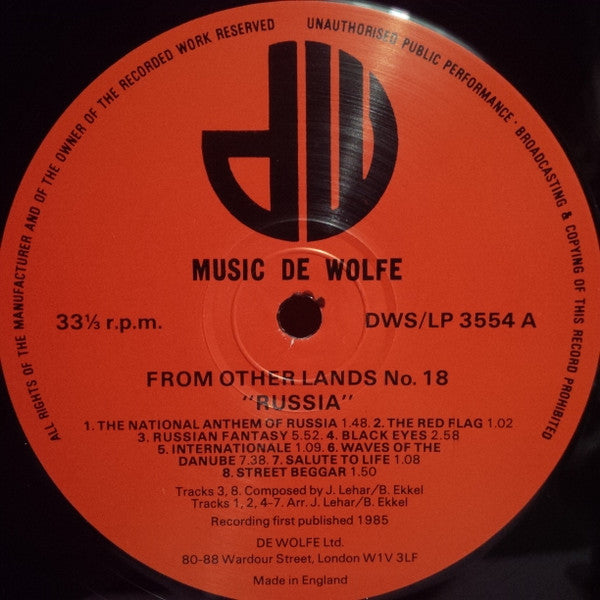 ALL RIGHTS OF THE MANUFACTURER AND OF THE OWNER OF THE RECORDED WORK RESERVED
UNAUTHORISED PUBLIC PERFORMANCE · BROADCASTING & COPYING OF THIS RECORD PROHIBITED
dW
MUSIC DE WOLFE
33⅓ r.p.m.
DWS/LP 3554 A
FROM OTHER LANDS No. 18
"RUSSIA"
1. THE NATIONAL ANTHEM OF RUSSIA 1.48. 2. THE RED FLAG 1.02
3. RUSSIAN FANTASY 5.52. 4. BLACK EYES 2.58
5. INTERNATIONALE 1.09. 6. WAVES OF THE
DANUBE 7.38. 7. SALUTE TO LIFE 1.08
8. STREET BEGGAR 1.50
Tracks 3, 8. Composed by J. Lehar/B. Ekkel
Tracks 1, 2, 4-7. Arr. J. Lehar/B. Ekkel
Recording first published 1985
DE WOLFE Ltd.
80-88 Wardour Street, London W1V 3LF
Made in England